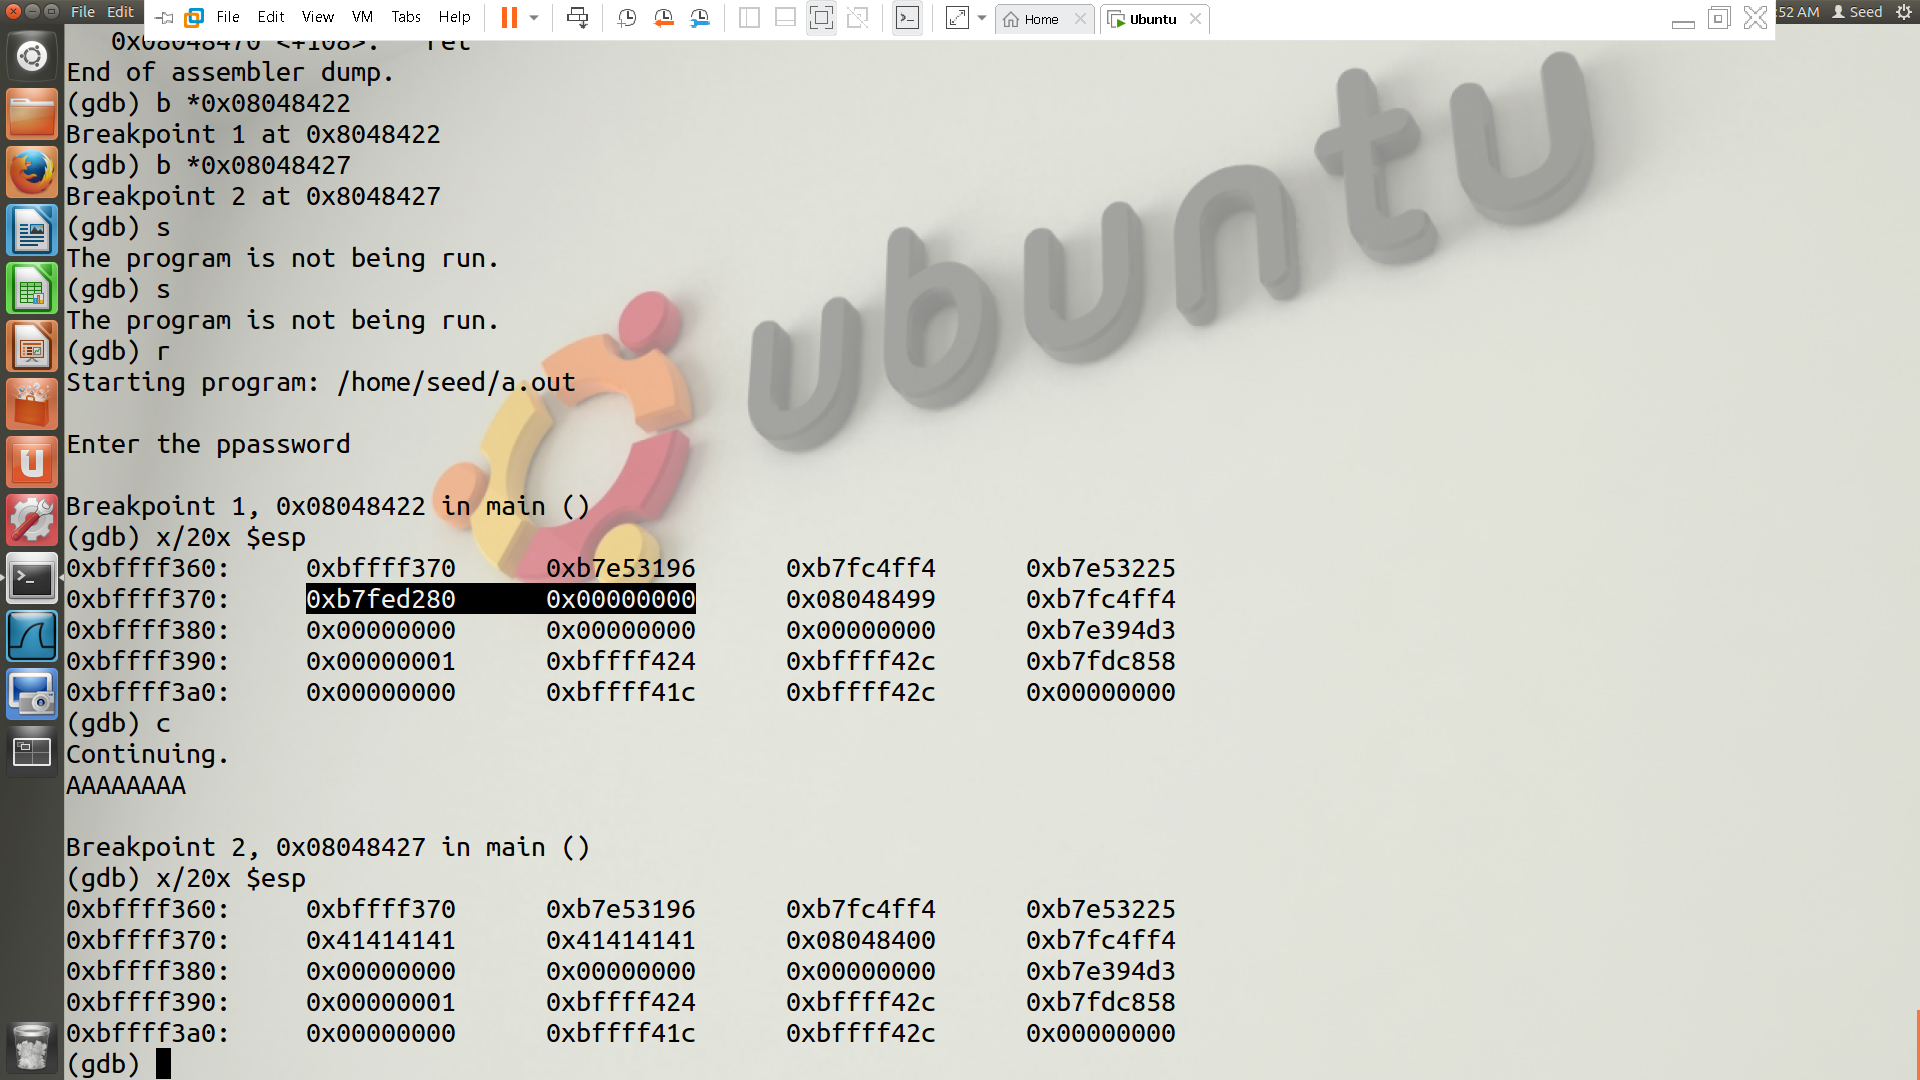 File Edit
File Edit View VM Tabs Help
Home
Ubuntu
:52 AM Seed
0x08048470 <+108>: ret
End of assembler dump.
(gdb) b *0x08048422
Breakpoint 1 at 0x8048422
(gdb) b *0x08048427
Breakpoint 2 at 0x8048427
(gdb) s
The program is not being run.
(gdb) s
The program is not being run.
(gdb) r
Starting program: /home/seed/a.out
Enter the ppassword
Breakpoint 1, 0x08048422 in main ()
(gdb) x/20x $esp
0xbffff360: 0xbffff370 0xb7e53196 0xb7fc4ff4 0xb7e53225
0xbffff370: 0xb7fed280 0x00000000 0x08048499 0xb7fc4ff4
0xbffff380: 0x00000000 0x00000000 0x00000000 0xb7e394d3
0xbffff390: 0x00000001 0xbffff424 0xbffff42c 0xb7fdc858
0xbffff3a0: 0x00000000 0xbffff41c 0xbffff42c 0x00000000
(gdb) c
Continuing.
AAAAAAAA
Breakpoint 2, 0x08048427 in main ()
(gdb) x/20x $esp
0xbffff360: 0xbffff370 0xb7e53196 0xb7fc4ff4 0xb7e53225
0xbffff370: 0x41414141 0x41414141 0x08048400 0xb7fc4ff4
0xbffff380: 0x00000000 0x00000000 0x00000000 0xb7e394d3
0xbffff390: 0x00000001 0xbffff424 0xbffff42c 0xb7fdc858
0xbffff3a0: 0x00000000 0xbffff41c 0xbffff42c 0x00000000
(gdb)
ubuntu